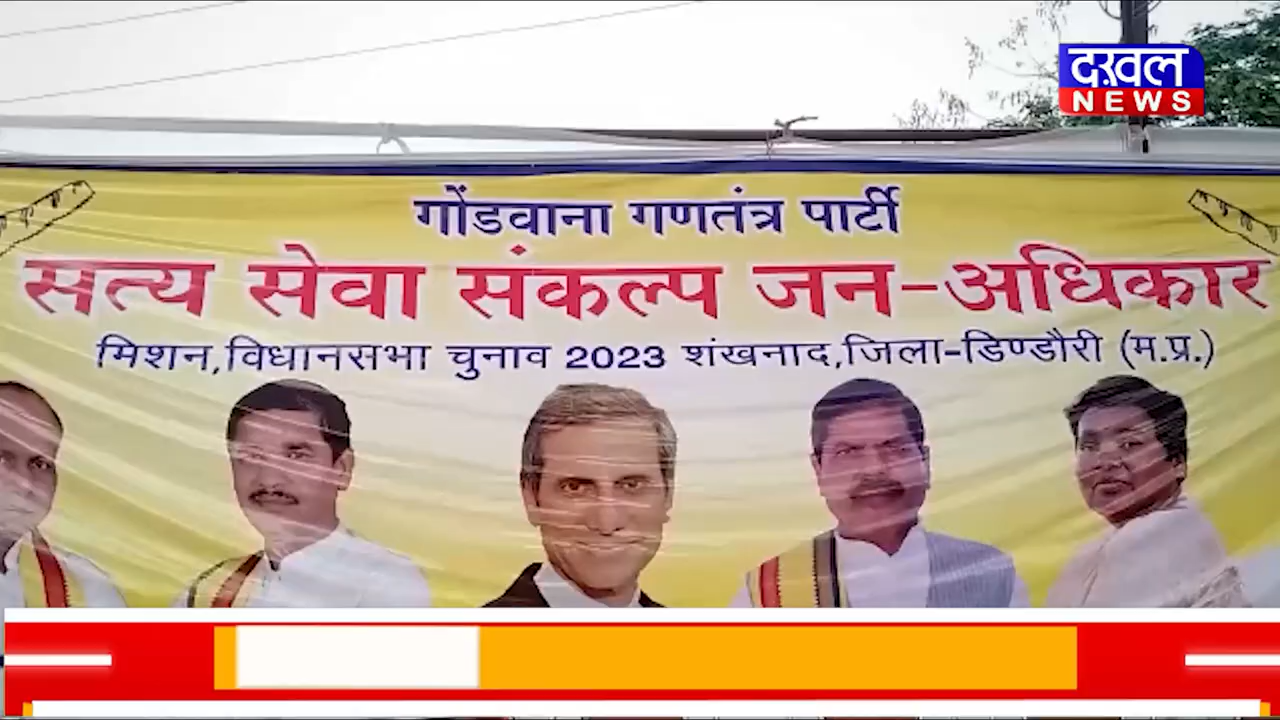 दख़ल
NEWS
गोंडवाना गणतंत्र पार्टी
सत्य सेवा संकल्प जन-अधिकार
मिशन,विधानसभा चुनाव 2023 शंखनाद,जिला-डिण्डौरी (म.प्र.)